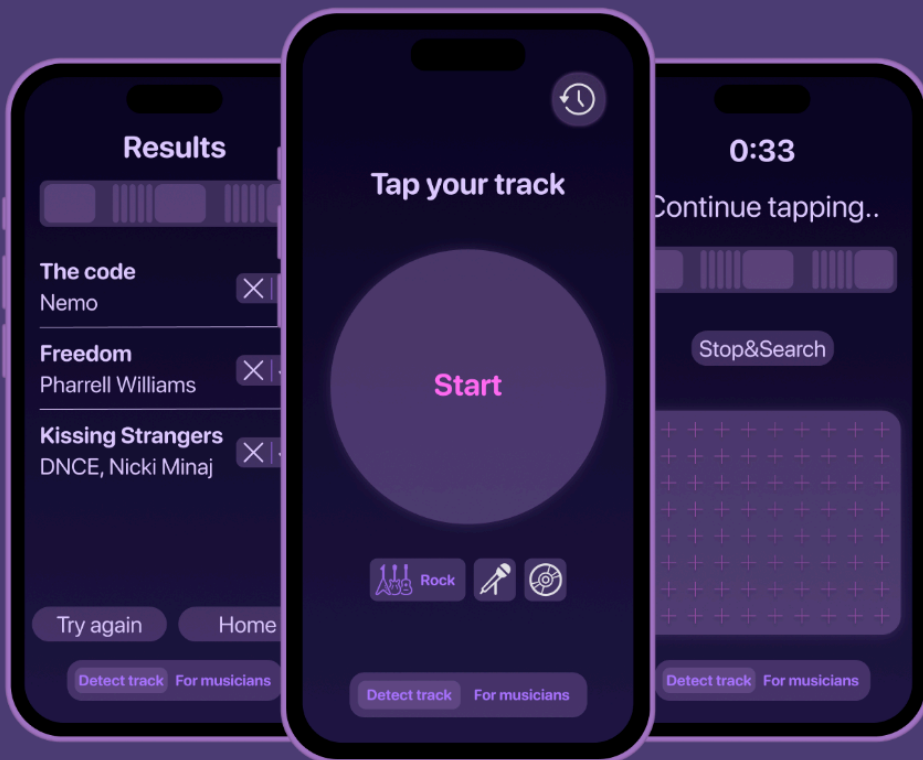 Results
The code
Nemo
Freedom
Pharrell Williams
Kissing Strangers
DNCE, Nicki Minaj
Try again
Home
Detect track
For musicians
Tap your track
Start
Rock
Detect track
For musicians
0:33
Continue tapping..
Stop&Search
Detect track
For musicians